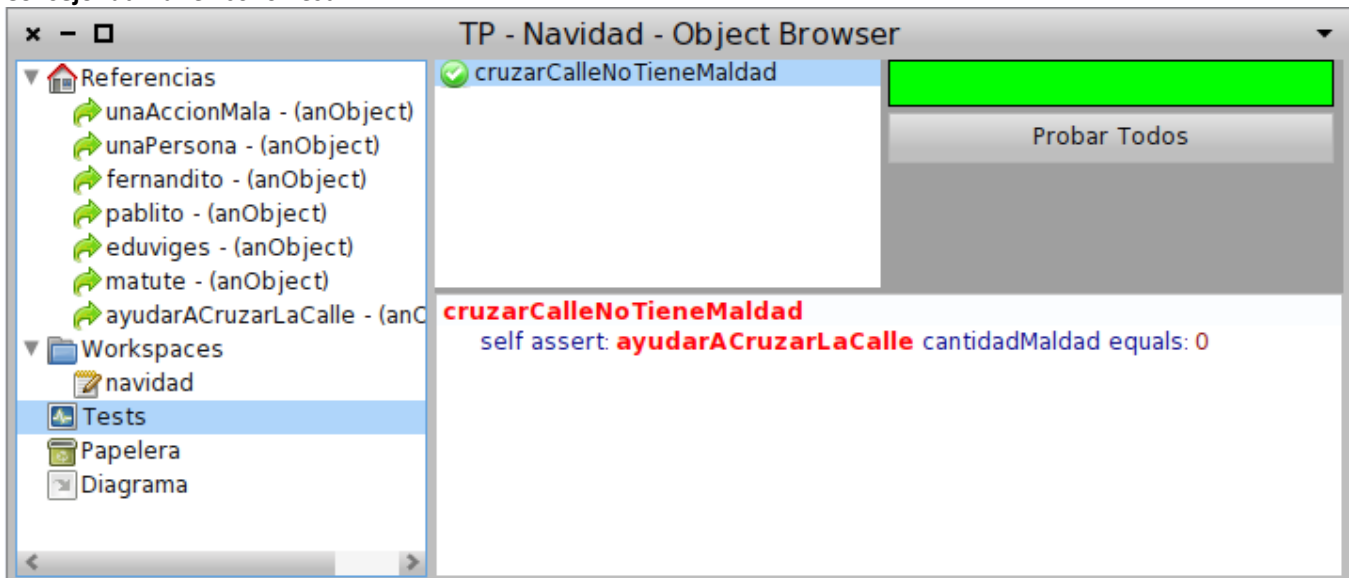 TP - Navidad - Object Browser
Referencias
unaAccionMala - (anObject)
unaPersona - (anObject)
fernandito - (anObject)
pablito - (anObject)
eduviges - (anObject)
matute - (anObject)
ayudarACruzarLaCalle - (anO
Workspaces
navidad
Tests
Papelera
Diagrama
cruzarCalleNoTieneMaldad
Probar Todos
cruzarCalleNoTieneMaldad
self assert: ayudarACruzarLaCalle cantidadMaldad equals: 0